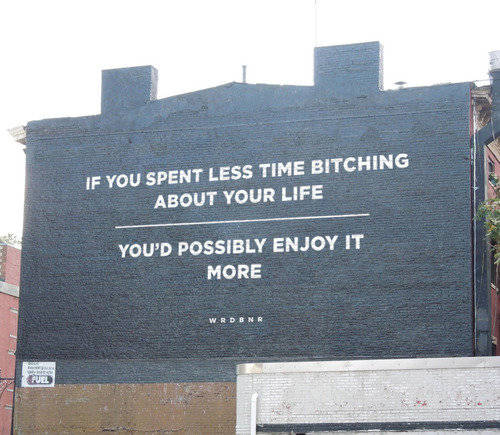 IF YOU SPENT LESS TIME BITCHING
ABOUT YOUR LIFE
YOU'D POSSIBLY ENJOY IT
MORE
WRDBNR
FUEL